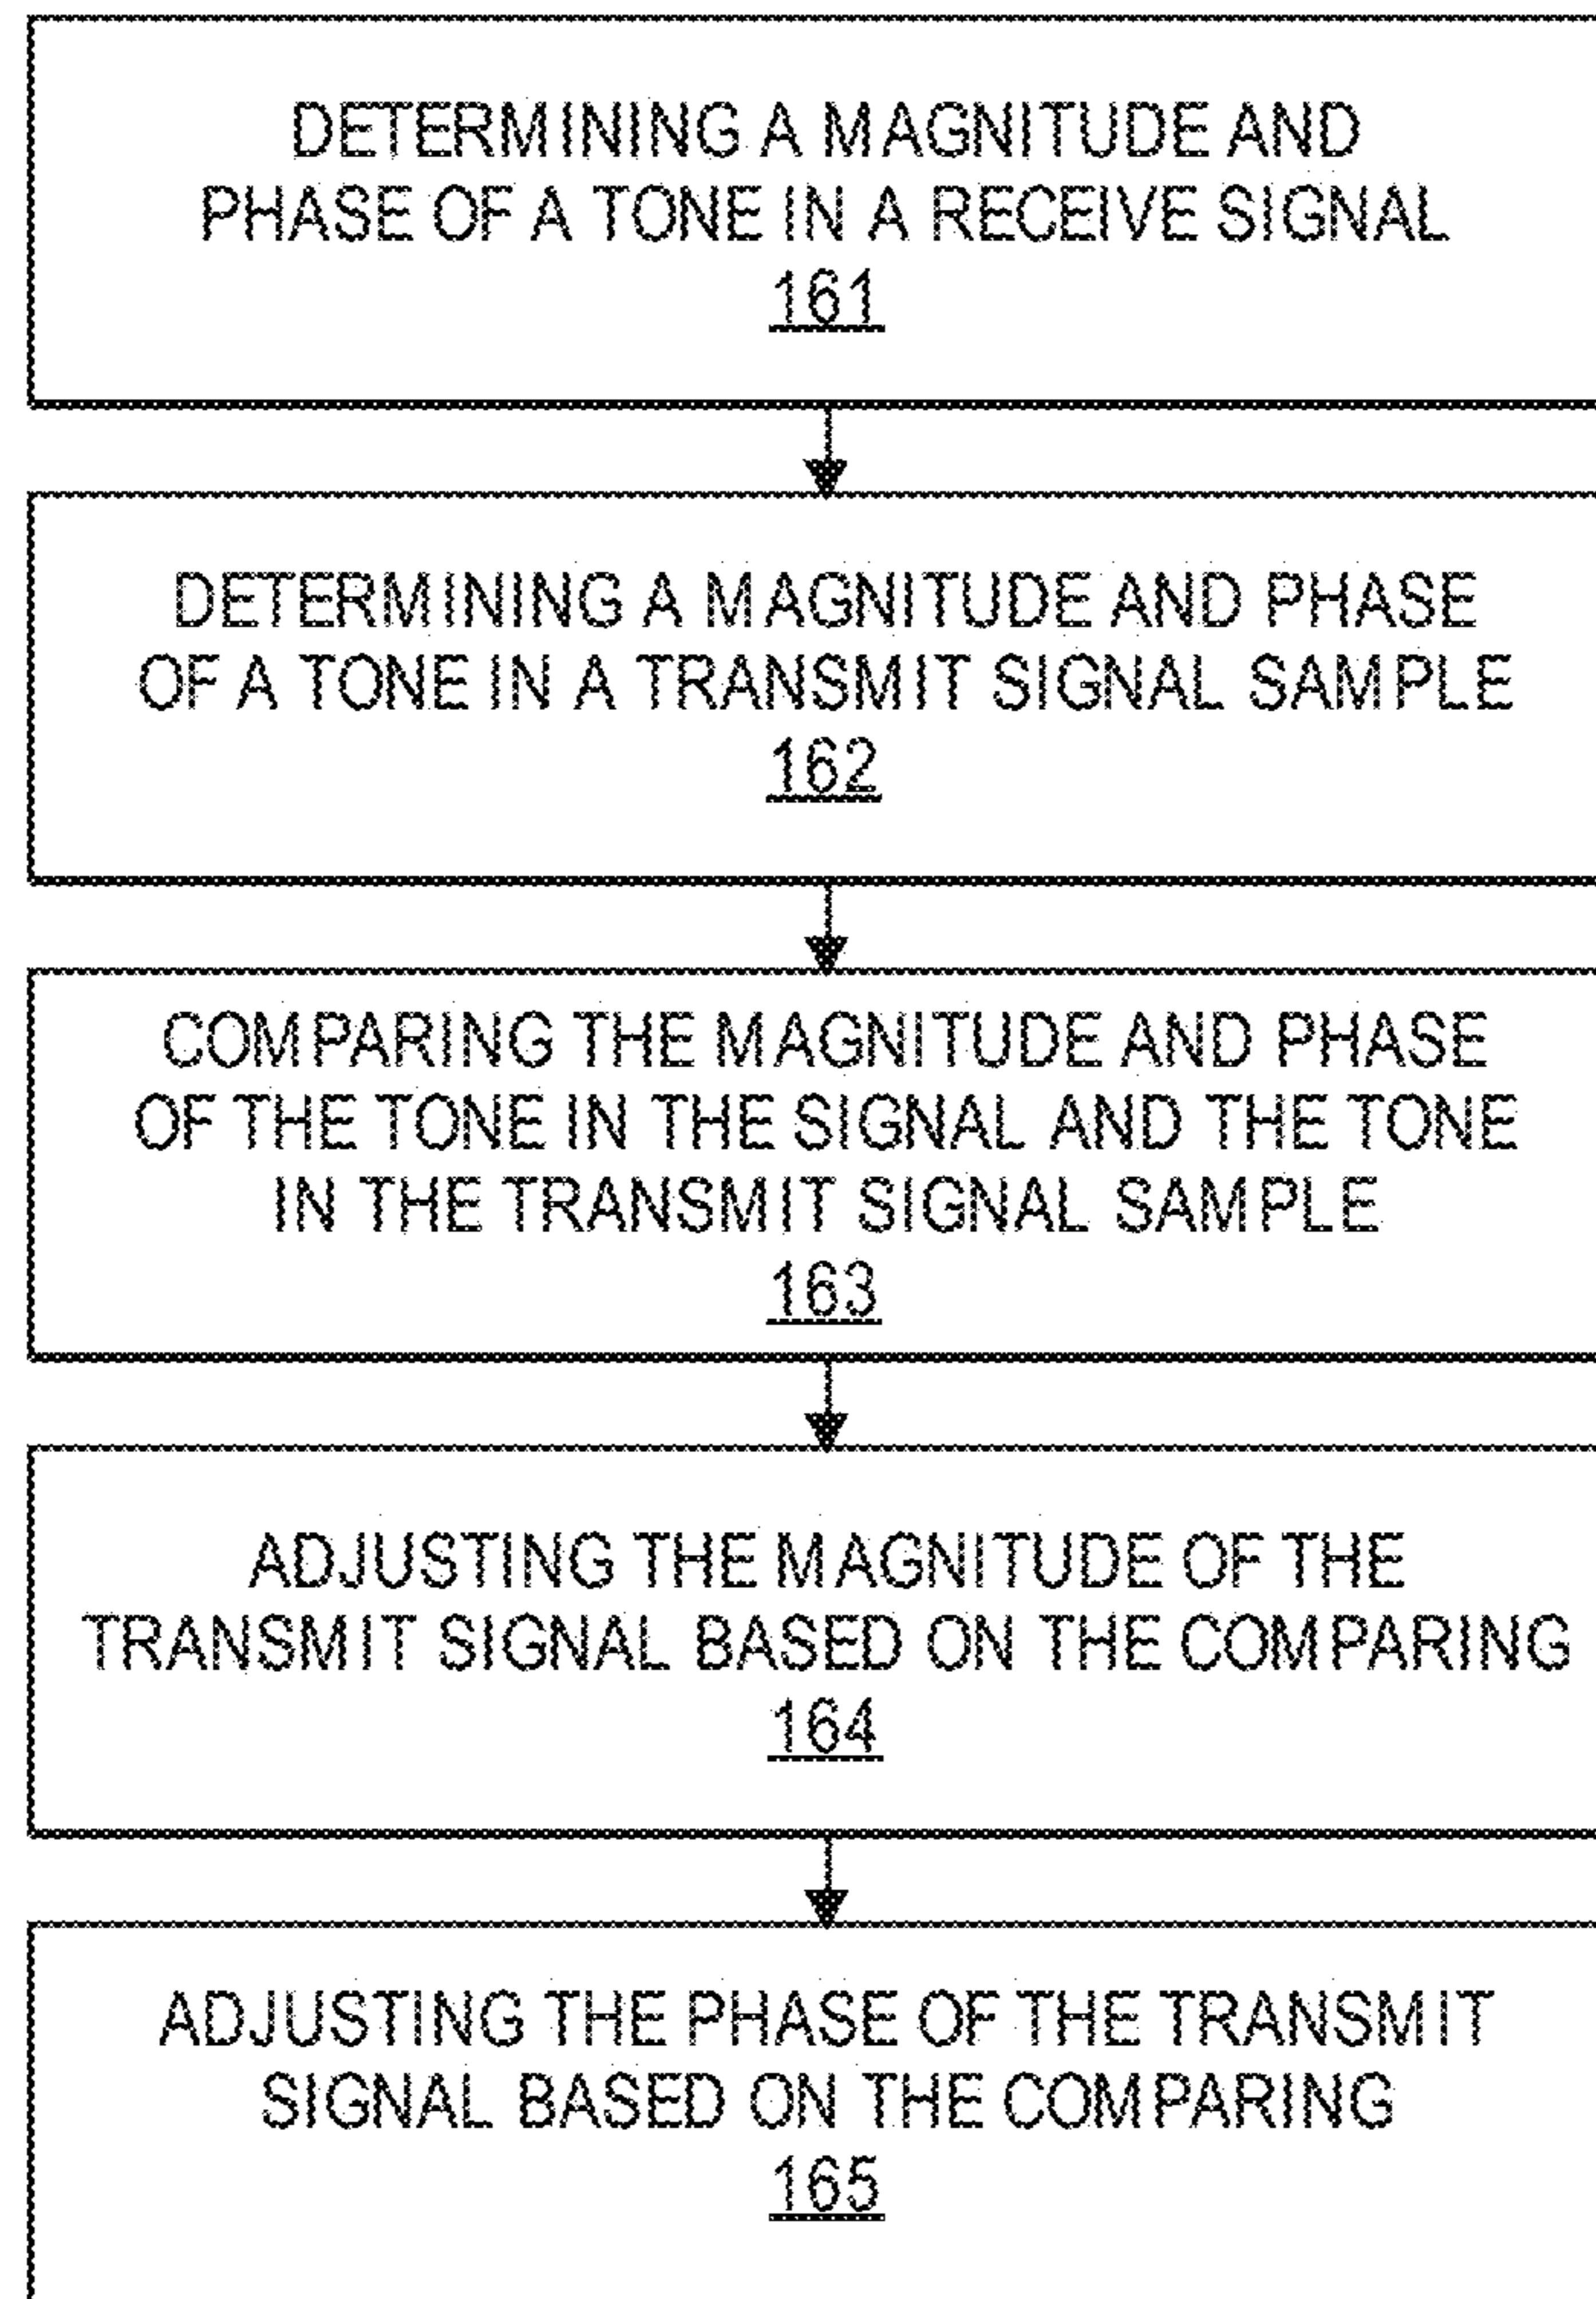 DETERMINING A MAGNITUDE AND
PHASE OF A TONE IN A RECEIVE SIGNAL
161
DETERMINING A MAGNITUDE AND PHASE
OF A TONE IN A TRANSMIT SIGNAL SAMPLE
162
COMPARING THE MAGNITUDE AND PHASE
OF THE TONE IN THE SIGNAL AND THE TONE
IN THE TRANSMIT SIGNAL SAMPLE
163
ADJUSTING THE MAGNITUDE OF THE
TRANSMIT SIGNAL BASED ON THE COMPARING
164
ADJUSTING THE PHASE OF THE TRANSMIT
SIGNAL BASED ON THE COMPARING
165